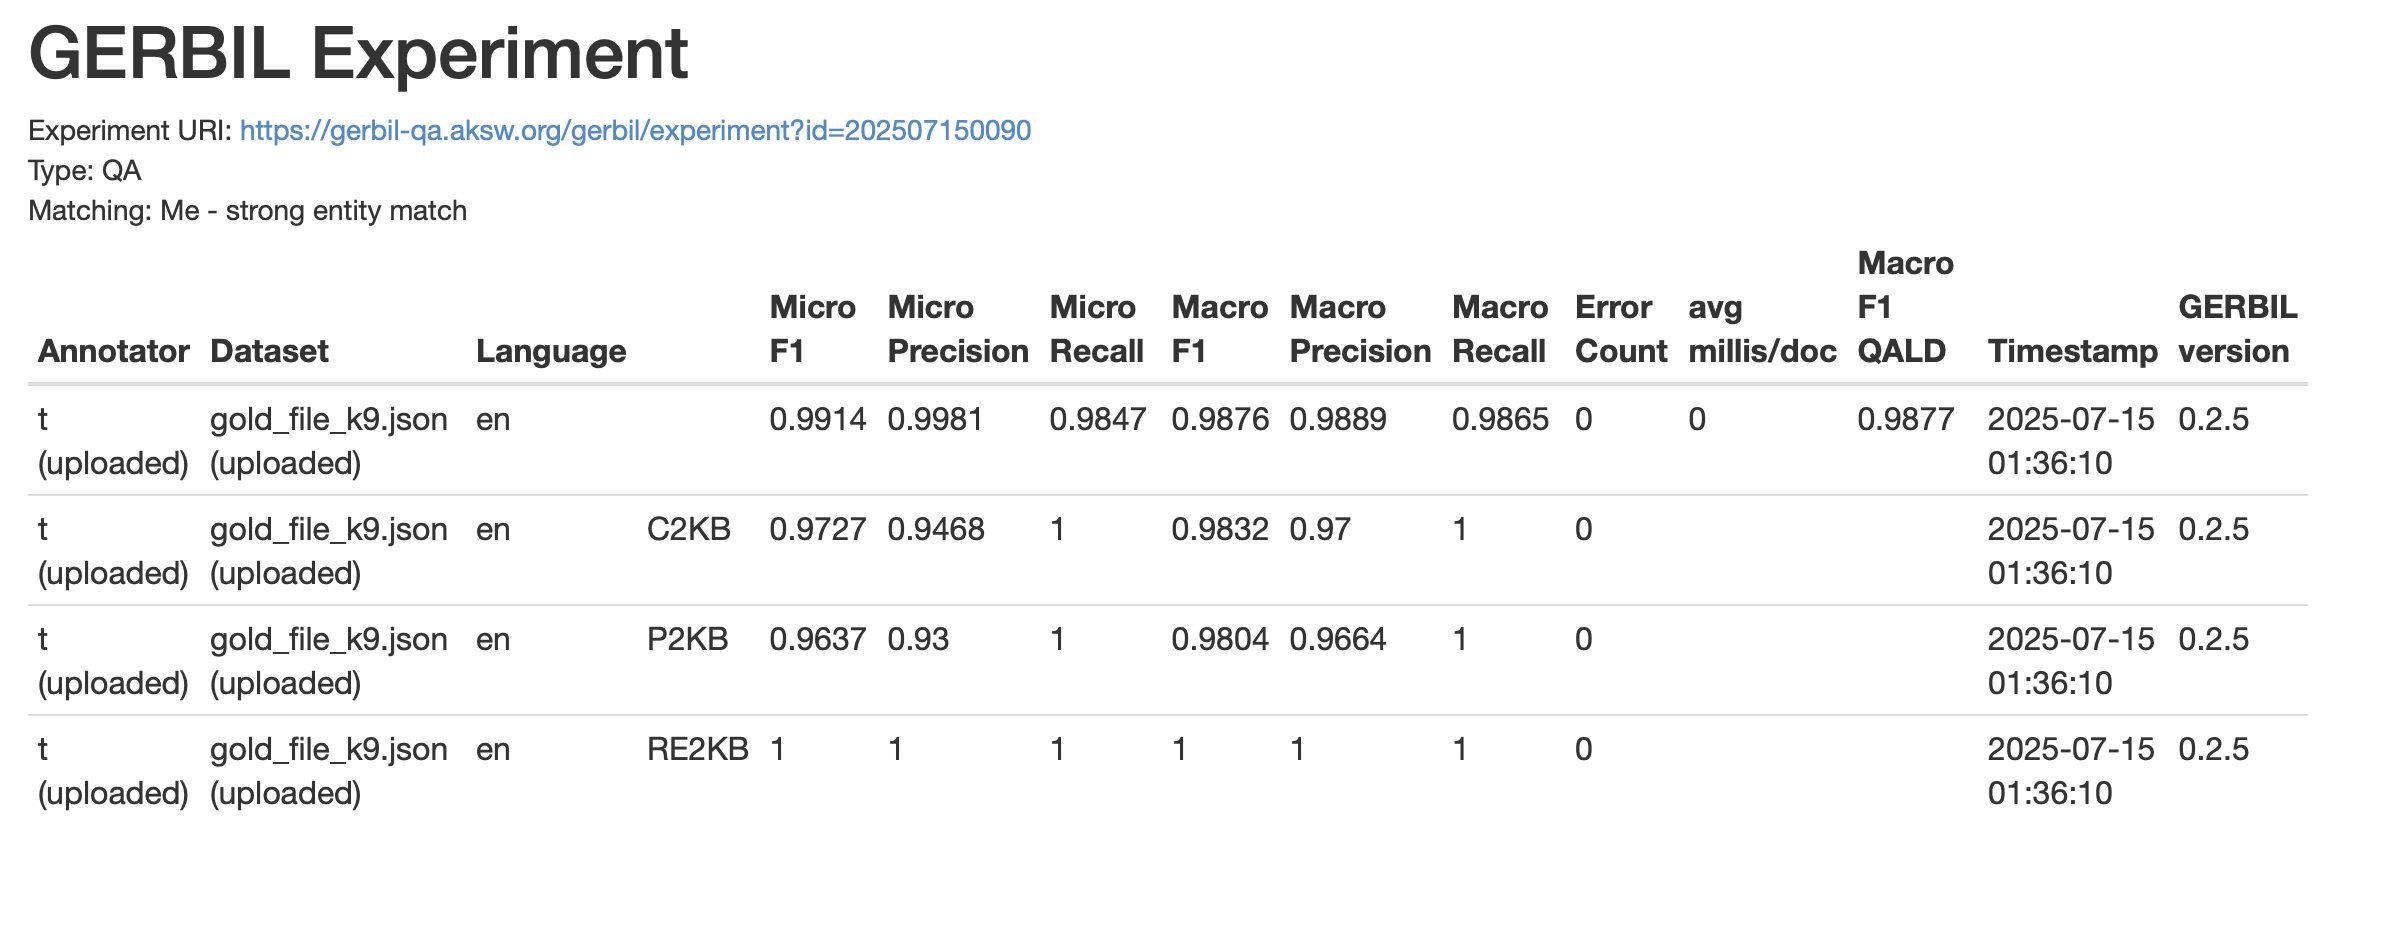 GERBIL Experiment
Experiment URI: https://gerbil-qa.aksw.org/gerbil/experiment?id=202507150090
Type: QA
Matching: Me - strong entity match
Annotator Dataset Language Micro F1 Micro Precision Micro Recall Macro F1 Macro Precision Macro Recall Error Count avg millis/doc Macro F1 QALD Timestamp GERBIL version
t gold_file_k9.json en 0.9914 0.9981 0.9847 0.9876 0.9889 0.9865 0 0 0.9877 2025-07-15 0.2.5
(uploaded) (uploaded) 01:36:10
t gold_file_k9.json en C2KB 0.9727 0.9468 1 0.9832 0.97 1 0 2025-07-15 0.2.5
(uploaded) (uploaded) 01:36:10
t gold_file_k9.json en P2KB 0.9637 0.93 1 0.9804 0.9664 1 0 2025-07-15 0.2.5
(uploaded) (uploaded) 01:36:10
t gold_file_k9.json en RE2KB 1 1 1 1 1 1 0 2025-07-15 0.2.5
(uploaded) (uploaded) 01:36:10